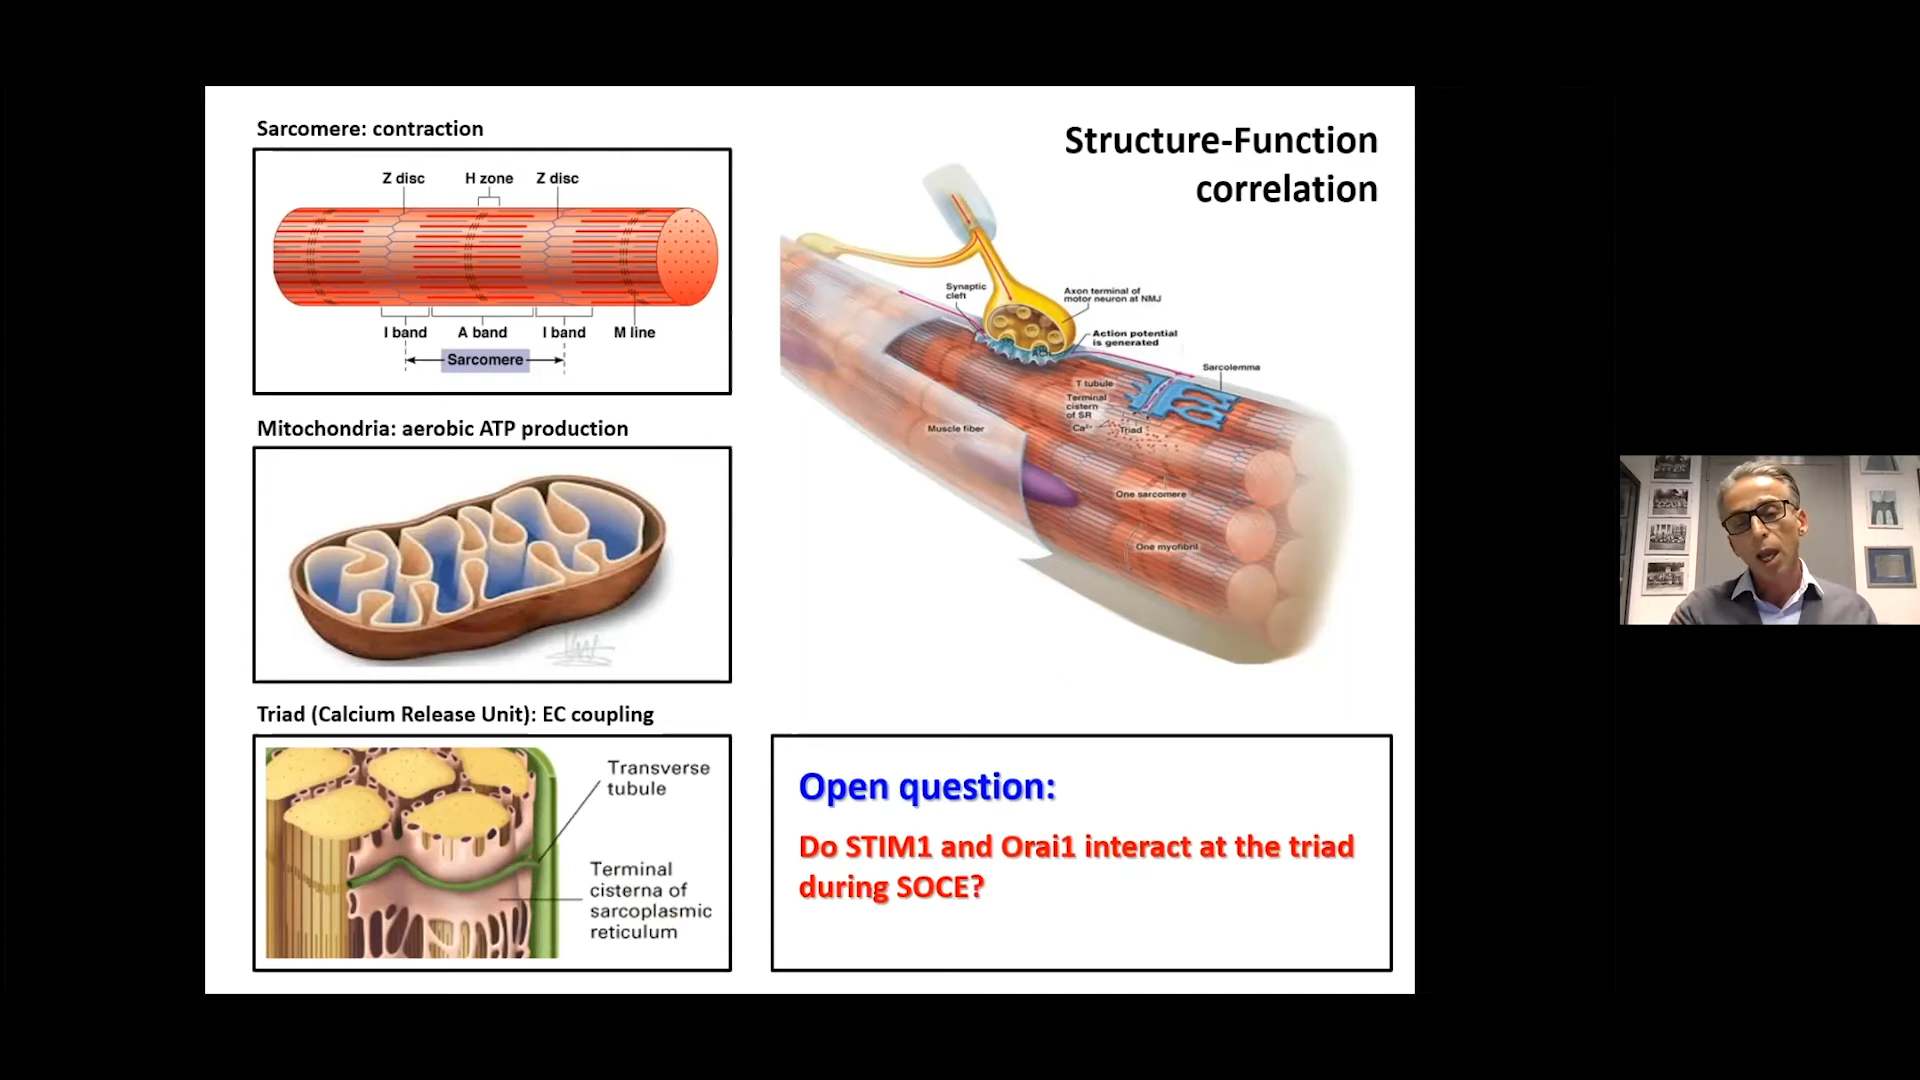 Structure-Function
correlation
Sarcomere: contraction
Z disc
H zone
Z disc
I band
A band
I band
M line
Sarcomere
Mitochondria: aerobic ATP production
Triad (Calcium Release Unit): EC coupling
Transverse
tubule
Terminal
cisterna of
sarcoplasmic
reticulum
Synaptic
cleft
Axon terminal of
motor neuron at NMJ
Action potential
is generated
ACh
Sarcolemma
T tubule
Terminal
cistern
of SR
Ca2+
Triad
Muscle fiber
One sarcomere
One myofibril
Open question:
Do STIM1 and Orai1 interact at the triad
during SOCE?